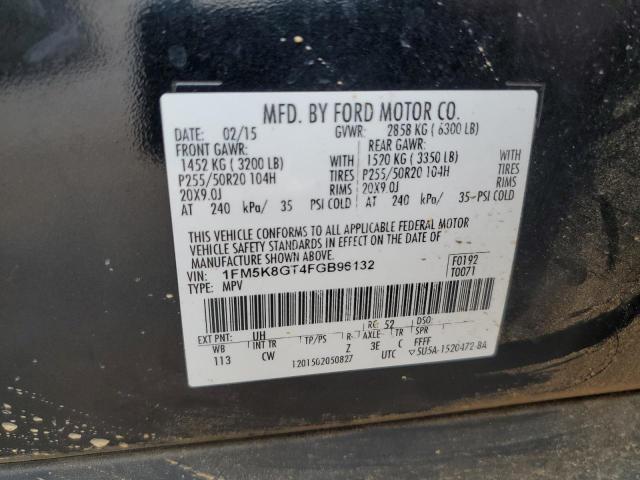 MFD. BY FORD MOTOR CO.
DATE: 02/15 GVWR: 2858 KG ( 6300 LB)
FRONT GAWR: REAR GAWR:
1452 KG ( 3200 LB) WITH 1520 KG ( 3350 LB) WITH
P255/50R20 104H TIRES P255/50R20 104H TIRES
20X9.0J RIMS 20X9.0J RIMS
AT 240 kPa/ 35 PSI COLD AT 240 kPa/ 35 PSI COLD
THIS VEHICLE CONFORMS TO ALL APPLICABLE FEDERAL MOTOR
VEHICLE SAFETY STANDARDS IN EFFECT ON THE DATE OF
MANUFACTURE SHOWN ABOVE.
VIN: 1FM5K8GT4FGB96132 F0192
TYPE: MPV T0071
EXT PNT: UH RC: 52 DSO:
WB INT TR TP/PS R AXLE TR SPR
113 CW Z 3E C FFFF
1201502050827 UTC ▽5U5A-1520472-BA